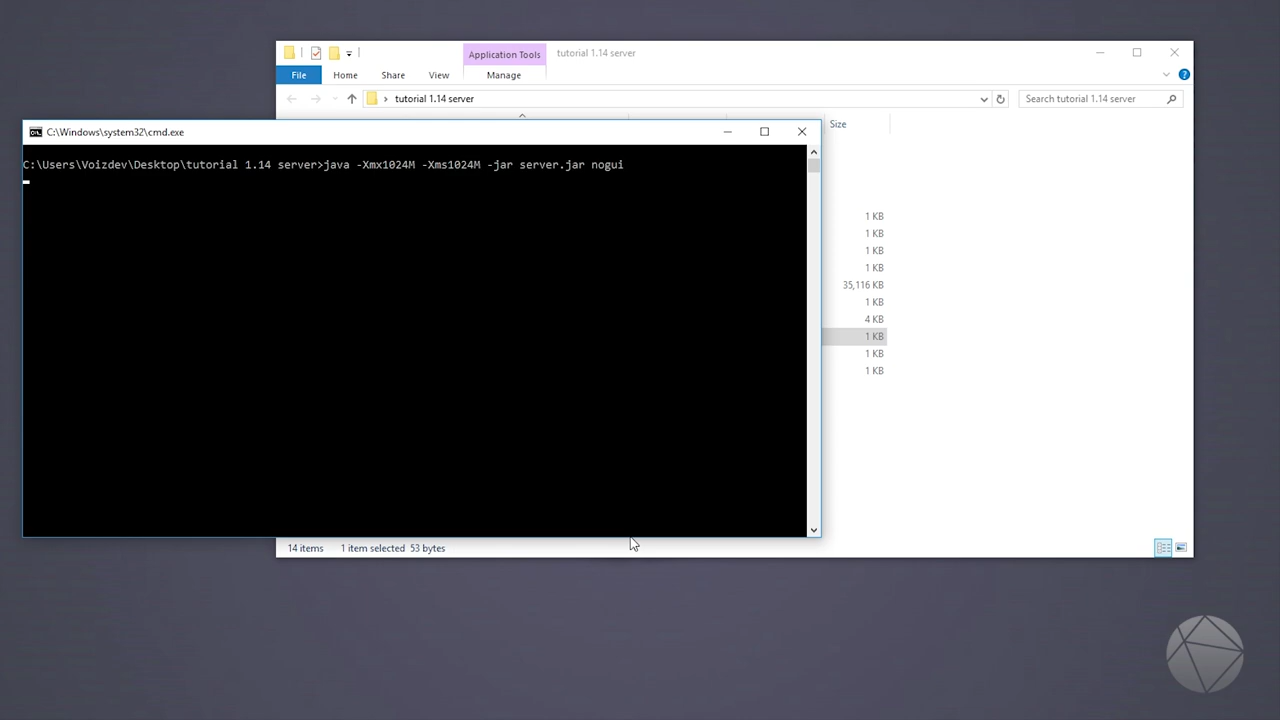 Application Tools
tutorial 1.14 server
File
Home
Share
View
Manage
tutorial 1.14 server
Search tutorial 1.14 server
Size
C:\Windows\system32\cmd.exe
C:\Users\Voizdev\Desktop\tutorial 1.14 server>java -Xmx1024M -Xms1024M -jar server.jar nogui
1 KB
1 KB
1 KB
1 KB
35,116 KB
1 KB
4 KB
1 KB
1 KB
1 KB
14 items
1 item selected 53 bytes